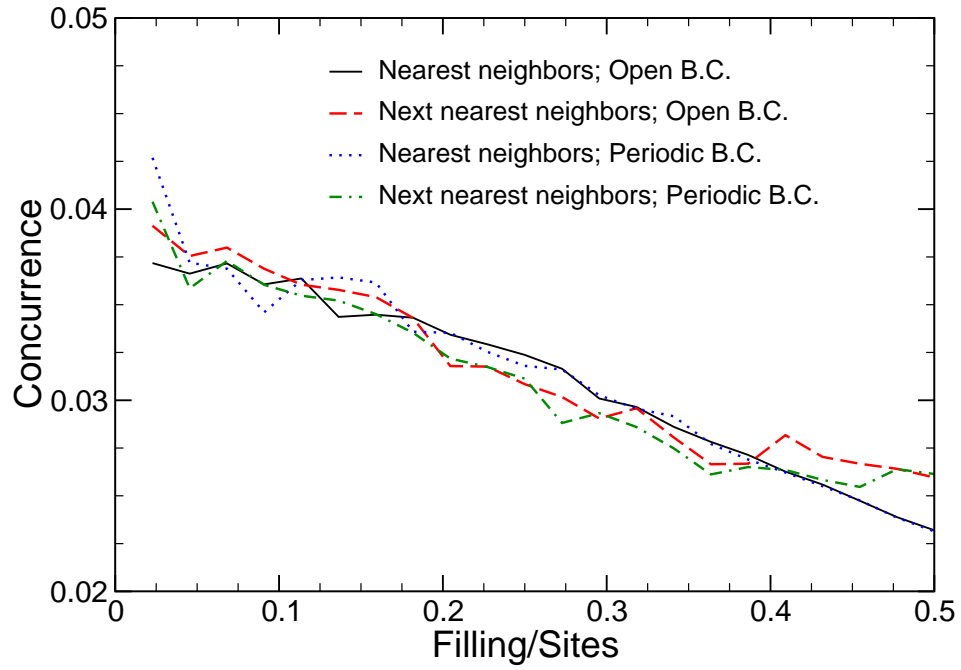 0.05
Nearest neighbors; Open B.C.
Next nearest neighbors; Open B.C.
Nearest neighbors; Periodic B.C.
Next nearest neighbors; Periodic B.C.
0.04
Concurrence
0.03
0.02
0 0.1 0.2 0.3 0.4 0.5
Filling/Sites